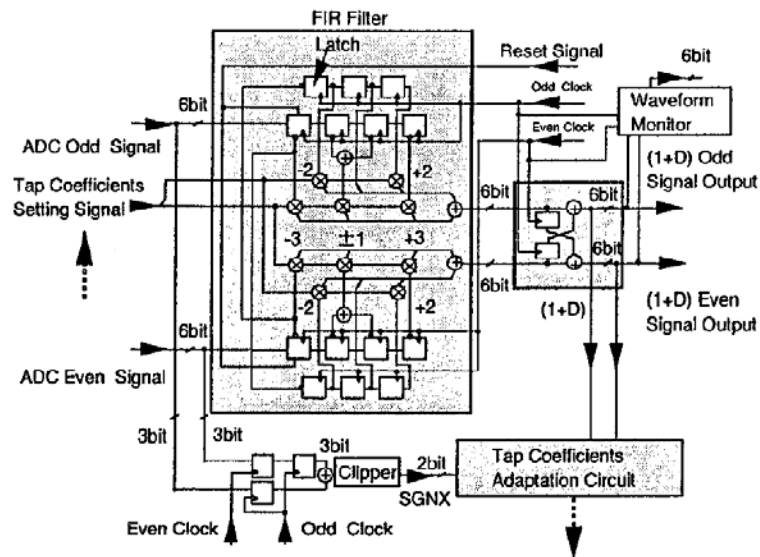 FIR Filter
Latch
Reset Signal
6bit
Odd Clock
Waveform
Monitor
6bit
ADC Odd Signal
Even Clock
(1+D) Odd
Signal Output
-2
+2
Tap Coefficients
Setting Signal
6bit
6bit
-3
±1
+3
6bit
6bit
-2
+2
(1+D)
(1+D) Even
Signal Output
6bit
ADC Even Signal
3bit
3bit
3bit
Clipper
2bit
SGNX
Tap Coefficients
Adaptation Circuit
Even Clock
Odd Clock